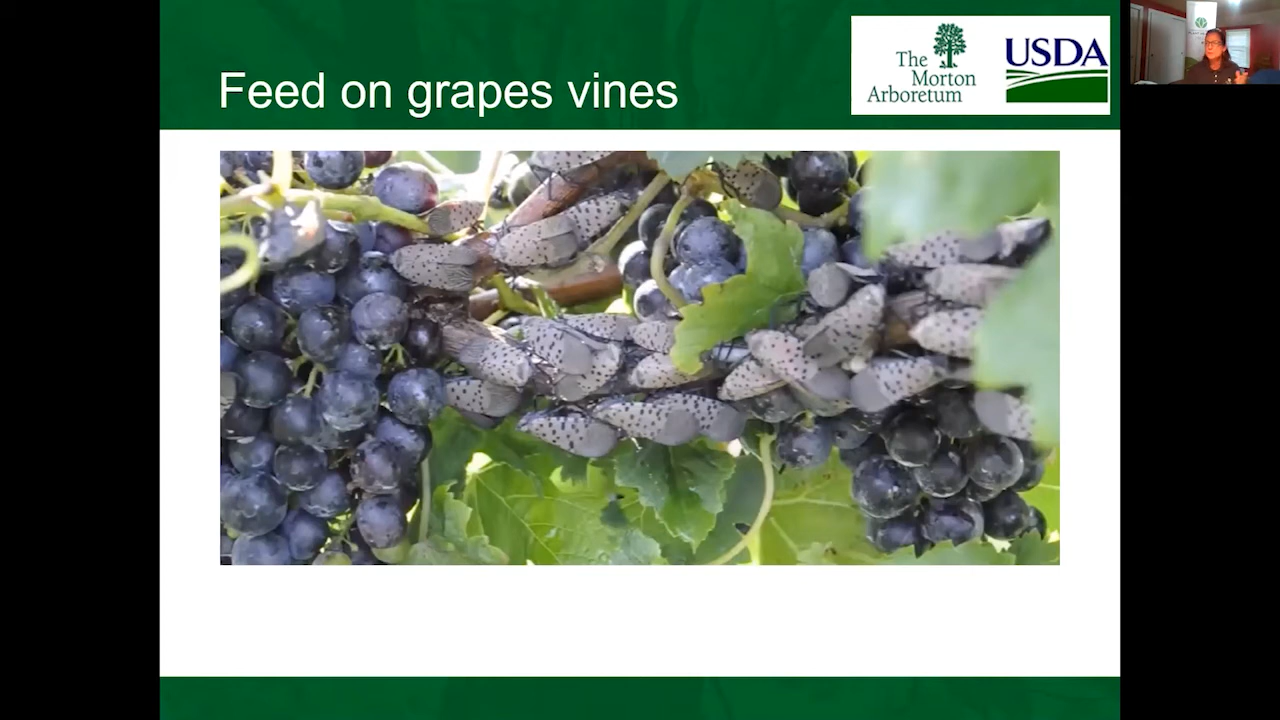 Feed on grapes vines
The
Morton
Arboretum
USDA